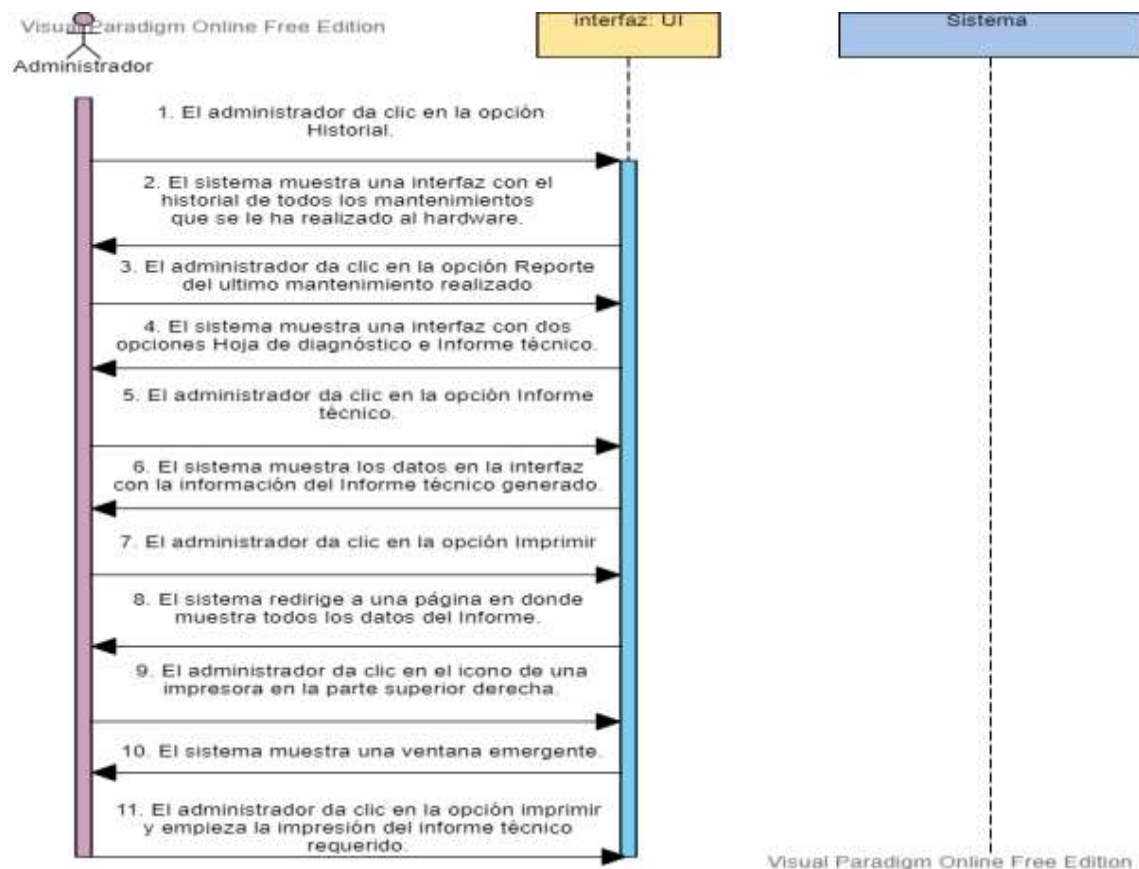 Visual Paradigm Online Free Edition
Administrador
interfaz: UI
Sistema
1. El administrador da clic en la opción
Historial.
2. El sistema muestra una interfaz con el
historial de todos los mantenimientos
que se le ha realizado al hardware.
3. El administrador da clic en la opción Reporte
del ultimo mantenimiento realizado
4. El sistema muestra una interfaz con dos
opciones Hoja de diagnóstico e Informe técnico.
5. El administrador da clic en la opción Informe
técnico.
6. El sistema muestra los datos en la interfaz
con la información del Informe técnico generado.
7. El administrador da clic en la opción Imprimir
8. El sistema redirige a una página en donde
muestra todos los datos del Informe.
9. El administrador da clic en el icono de una
impresora en la parte superior derecha.
10. El sistema muestra una ventana emergente.
11. El administrador da clic en la opción imprimir
y empieza la impresión del informe técnico
requerido.
Visual Paradigm Online Free Edition